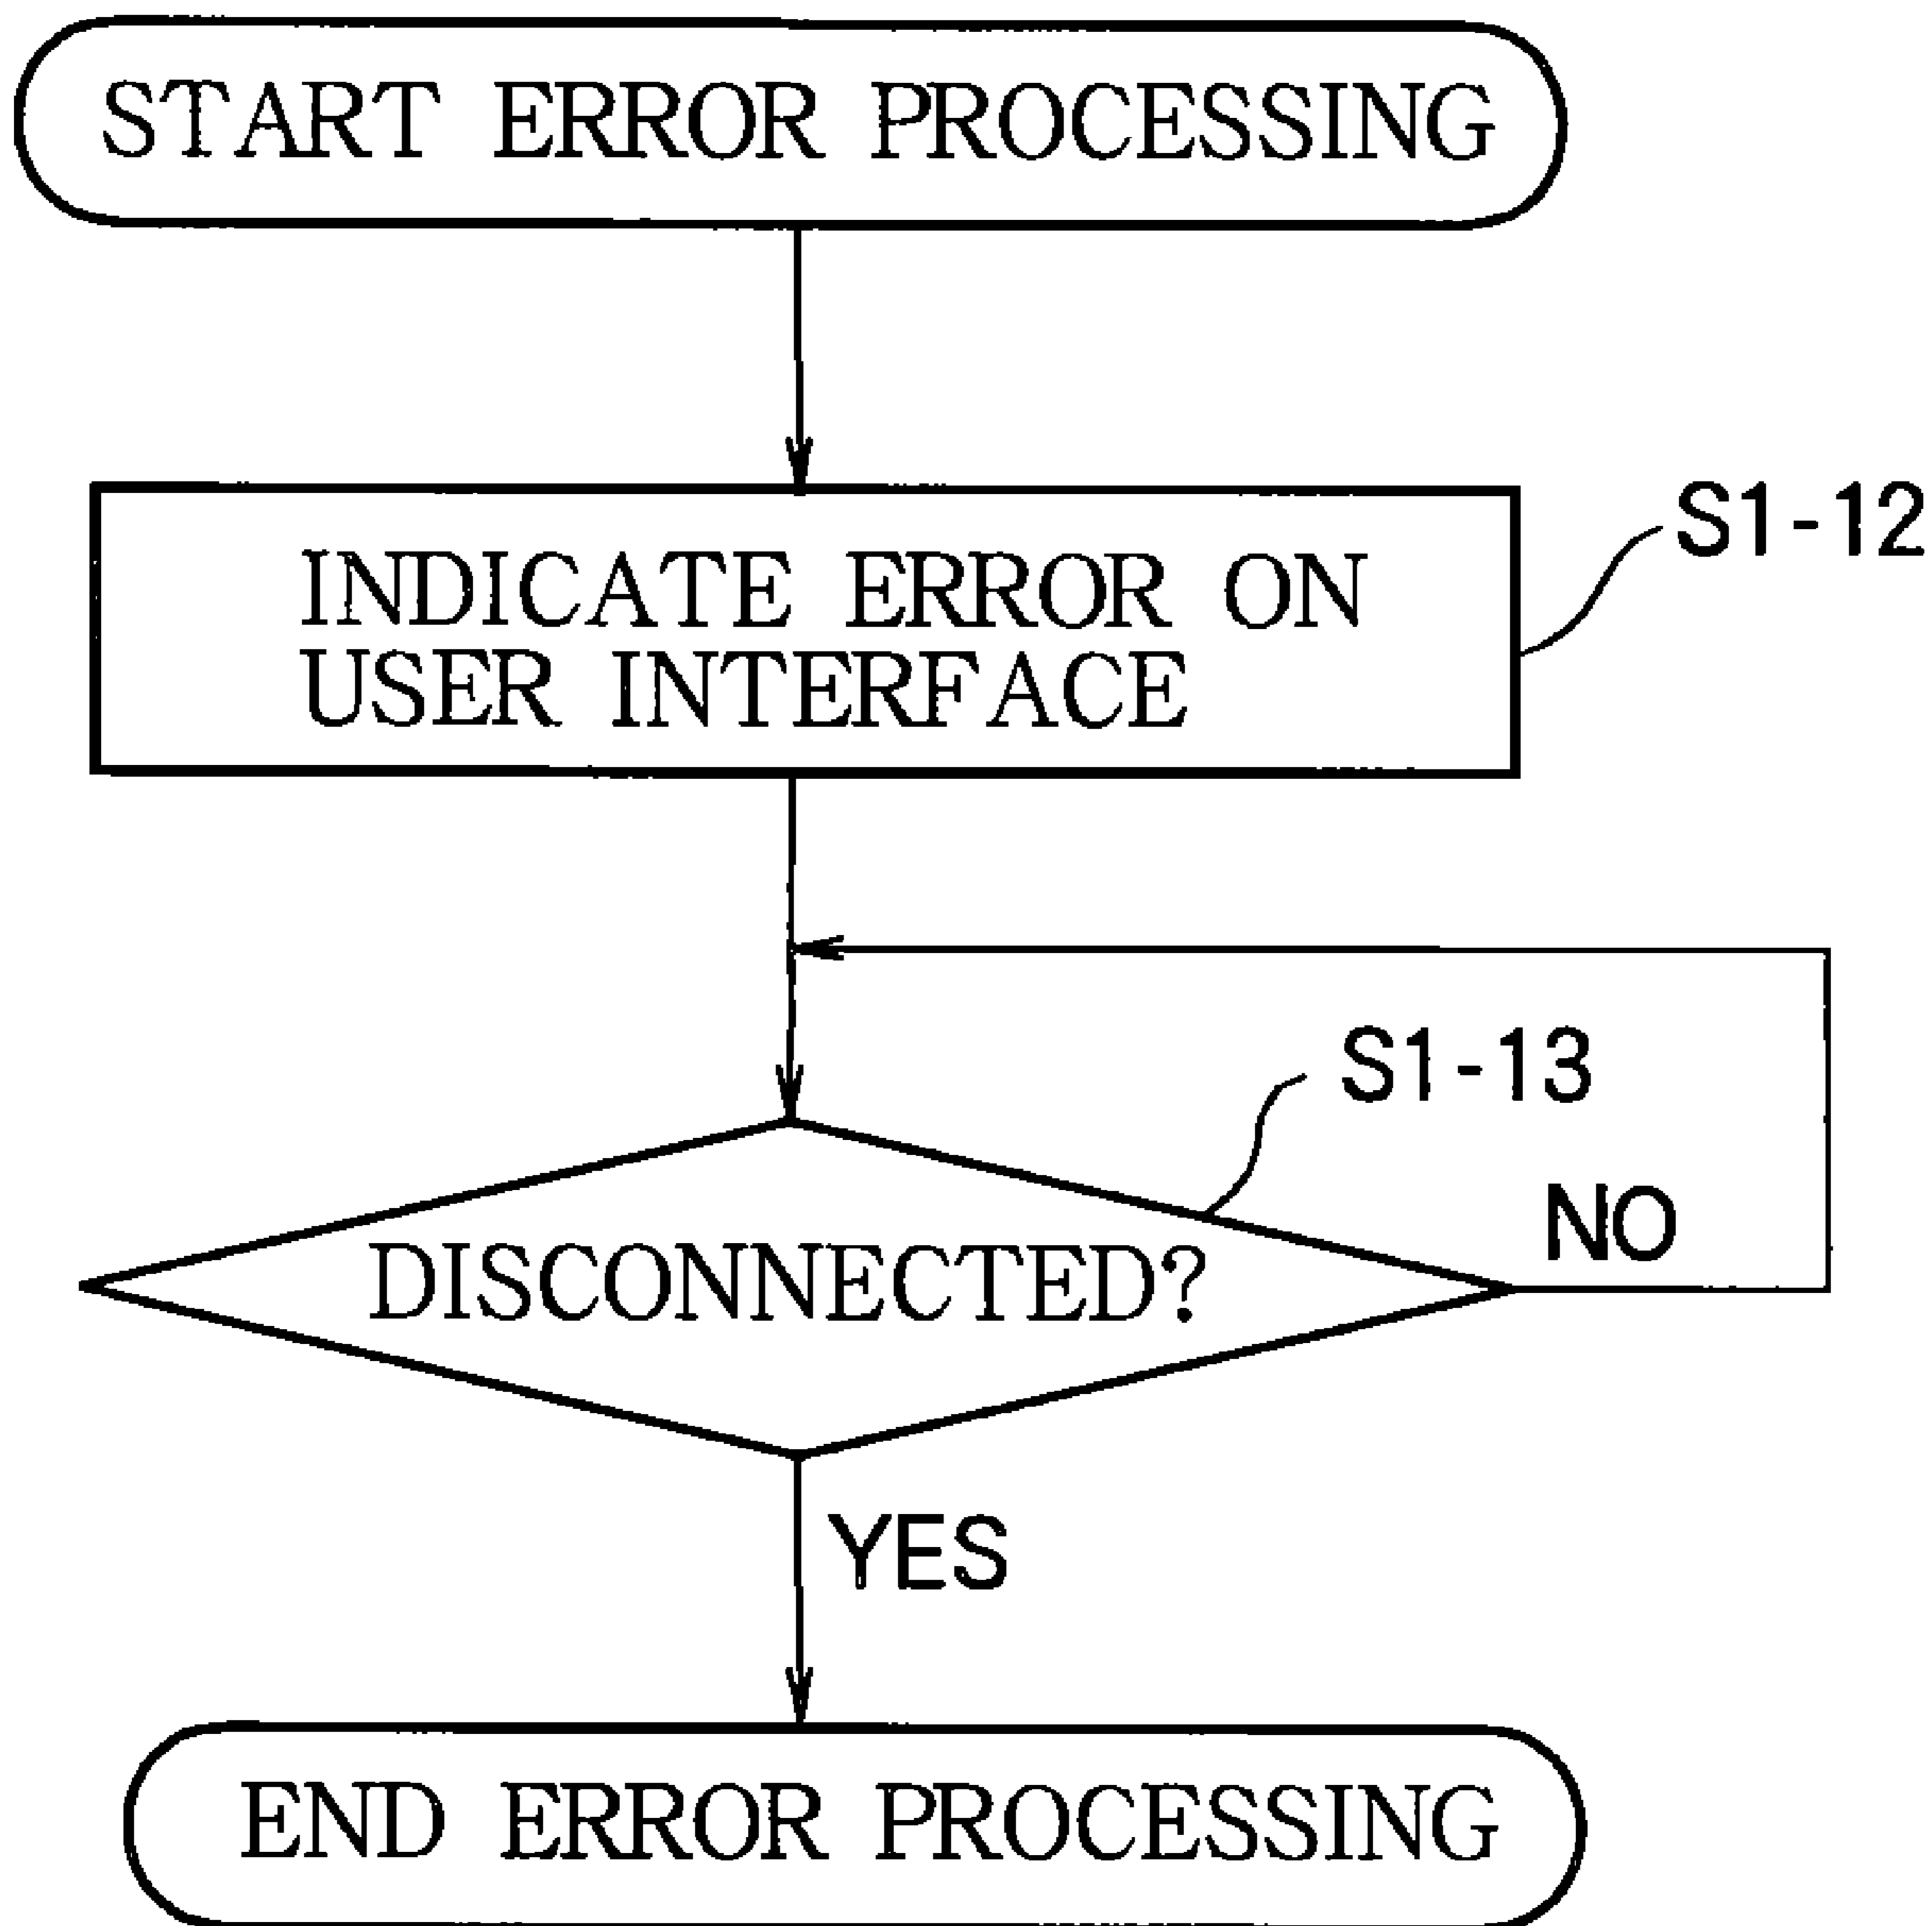 START ERROR PROCESSING
S1-12
INDICATE ERROR ON
USER INTERFACE
S1-13
NO
DISCONNECTED?
YES
END ERROR PROCESSING